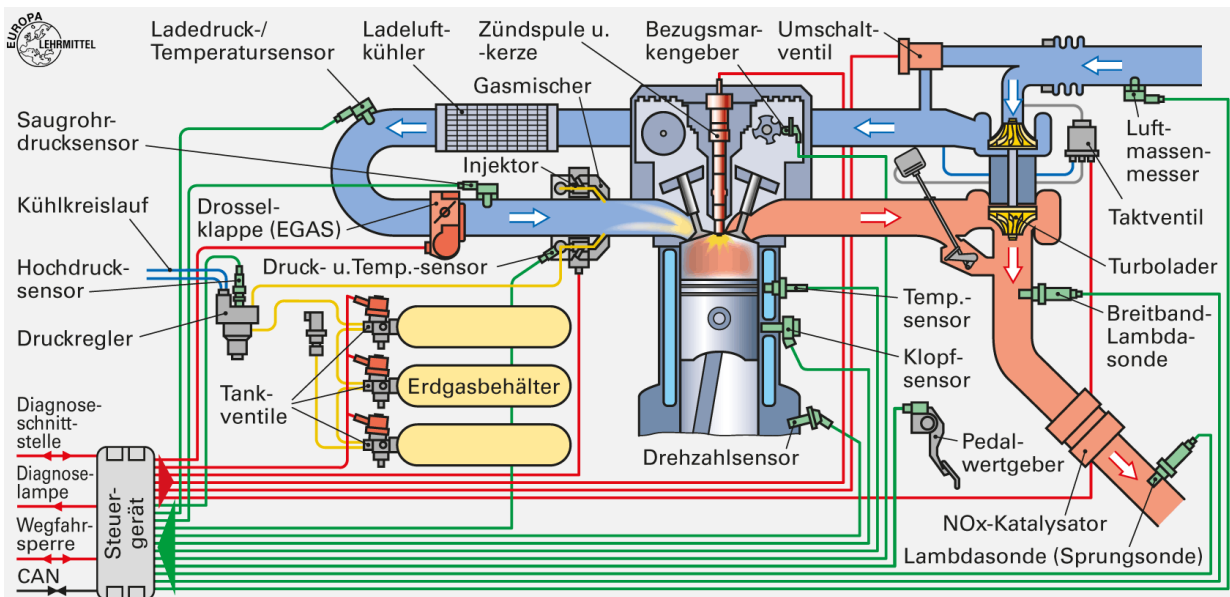 EUROPA
LEHRMITTEL
Ladedruck-/
Temperatursensor
Ladeluft-
kühler
Zündspule u.
-kerze
Bezugsmar-
kengeber
Umschalt-
ventil
Gasmischer
Saugrohr-
drucksensor
Injektor
Luft-
massen-
messer
Kühlkreislauf
Drossel-
klappe (EGAS)
Taktventil
Hochdruck-
sensor
Druck- u.Temp.-sensor
Turbolader
Druckregler
Temp.-
sensor
Breitband-
Lambda-
sonde
Klopf-
sensor
Tank-
ventile
Erdgasbehälter
Diagnose-
schnitt-
stelle
Drehzahlsensor
Pedal-
wertgeber
Diagnose-
lampe
Wegfahr-
sperre
Steuer-
gerät
NOx-Katalysator
Lambdasonde (Sprungsonde)
CAN